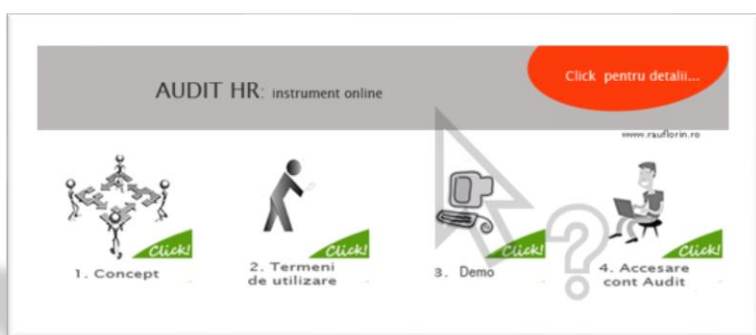 AUDIT HR: instrument online
Click pentru detalii...
www.rauflorin.ro
Click!
1. Concept
Click!
2. Termeni
de utilizare
Click!
3. Demo
Click!
4. Accesare
cont Audit
?